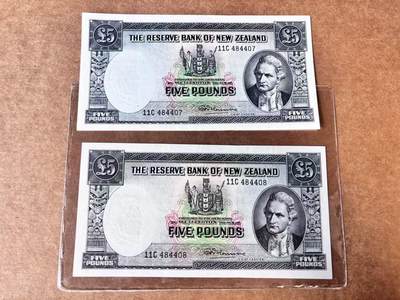 £5 £5
THE RESERVE BANK OF NEW ZEALAND
11C 484407
FIVE POUNDS
11C 484407
FIVE POUNDS FIVE POUNDS
£5 £5
THE RESERVE BANK OF NEW ZEALAND
11C 484408
FIVE POUNDS
11C 484408
FIVE POUNDS FIVE POUNDS